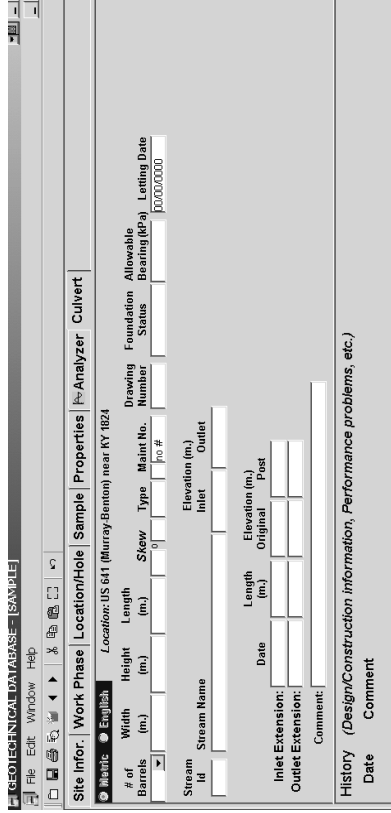 GEOTECHNICAL DATABASE - [SAMPLE]
File Edit Window Help
Site Infor. Work Phase Location/Hole Sample Properties Analyzer Culvert
Metric English Location: US 641 (Murray-Benton) near KY 1824
# of Barrels Width (m.) Height (m.) Length (m.) Skew Type Maint No. Drawing Number Foundation Status Allowable Bearing (kPa) Letting Date
0 no # 00/00/0000
Stream Id Stream Name Elevation (m.) Inlet Outlet
Date Length (m.) Elevation (m.) Original Post
Inlet Extension:
Outlet Extension:
Comment:
History (Design/Construction information, Performance problems, etc.)
Date Comment